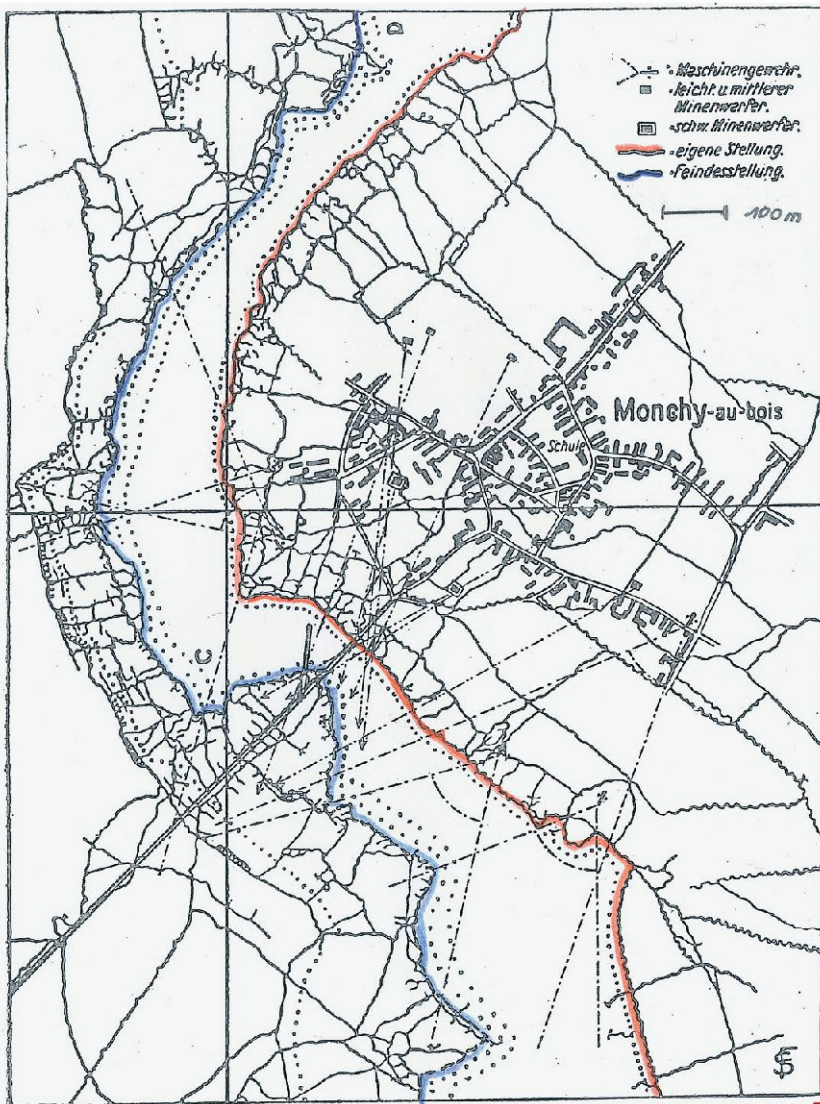 D
Maschinengewehr.
leicht. u. mittlerer
Minenwerfer.
schw. Minenwerfer.
eigene Stellung.
Feindesstellung.
100 m
Monchy-au-bois
Schule
C